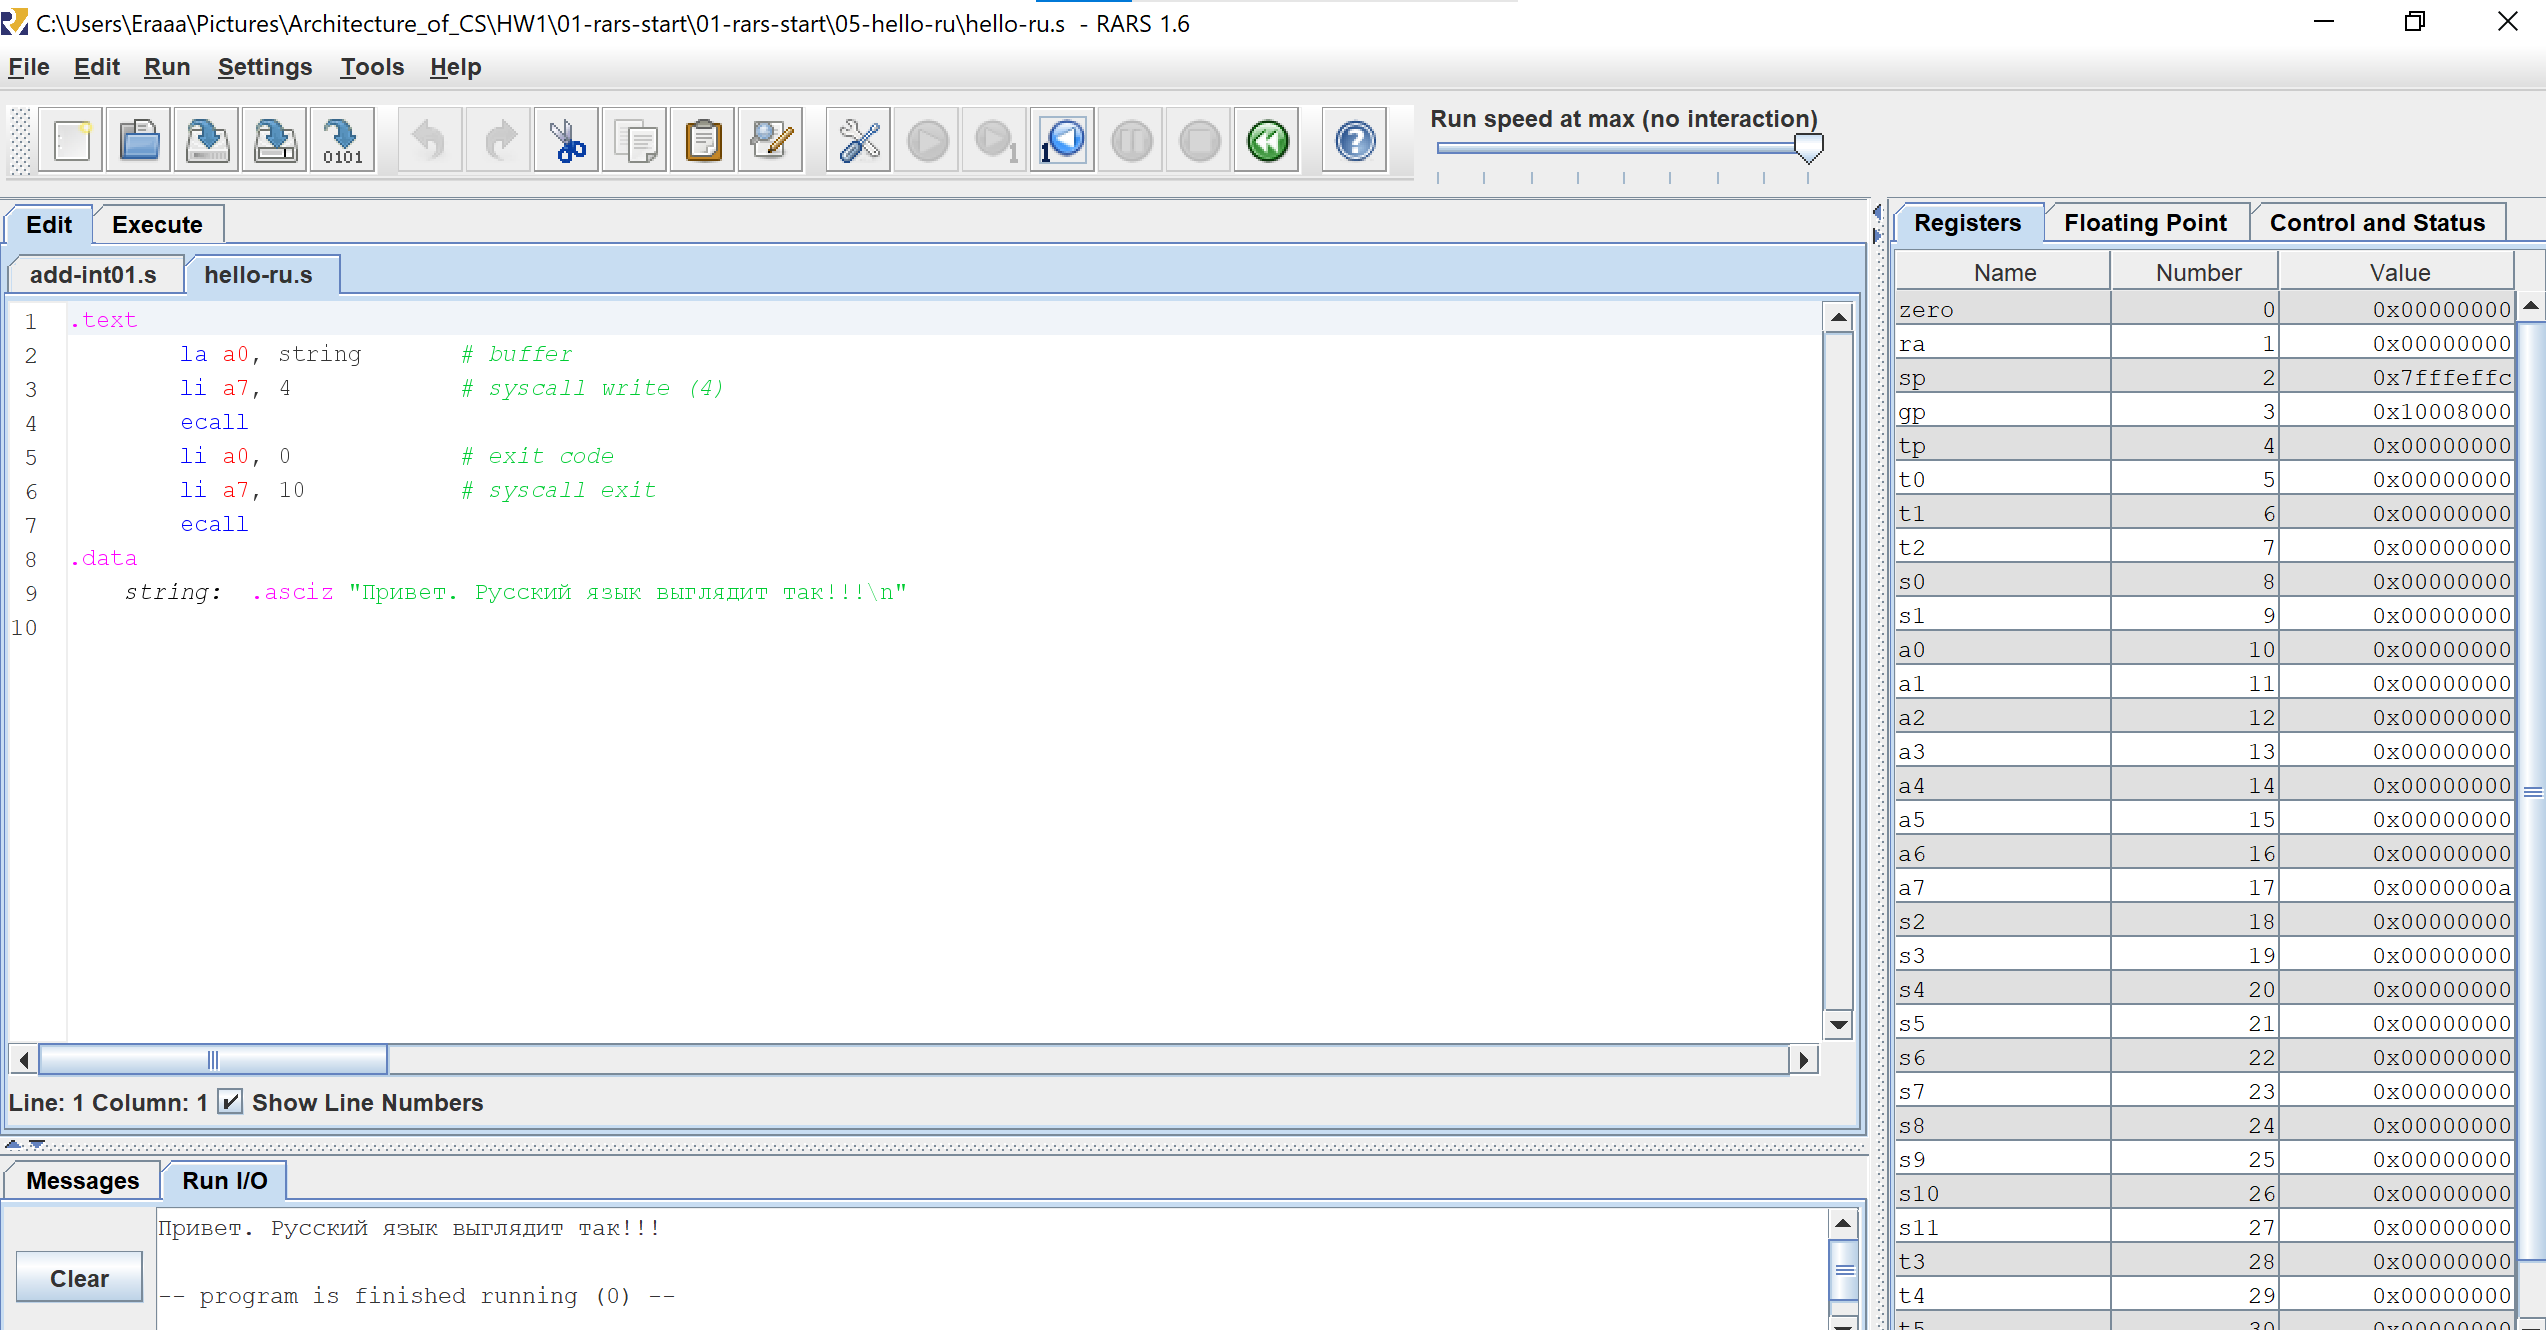 C:\Users\Eraaa\Pictures\Architecture_of_CS\HW1\01-rars-start\01-rars-start\05-hello-ru\hello-ru.s - RARS 1.6
File Edit Run Settings Tools Help
0101 1 1
Run speed at max (no interaction)
Edit Execute
add-int01.s hello-ru.s
1 .text
2 la a0, string # buffer
3 li a7, 4 # syscall write (4)
4 ecall
5 li a0, 0 # exit code
6 li a7, 10 # syscall exit
7 ecall
8 .data
9 string: .asciz "Привет. Русский язык выглядит так!!!\n"
10
Line: 1 Column: 1 Show Line Numbers
Messages Run I/O
Clear
Привет. Русский язык выглядит так!!!
-- program is finished running (0) --
Registers Floating Point Control and Status
Name Number Value
zero 0 0x00000000
ra 1 0x00000000
sp 2 0x7fffeffc
gp 3 0x10008000
tp 4 0x00000000
t0 5 0x00000000
t1 6 0x00000000
t2 7 0x00000000
s0 8 0x00000000
s1 9 0x00000000
a0 10 0x00000000
a1 11 0x00000000
a2 12 0x00000000
a3 13 0x00000000
a4 14 0x00000000
a5 15 0x00000000
a6 16 0x00000000
a7 17 0x0000000a
s2 18 0x00000000
s3 19 0x00000000
s4 20 0x00000000
s5 21 0x00000000
s6 22 0x00000000
s7 23 0x00000000
s8 24 0x00000000
s9 25 0x00000000
s10 26 0x00000000
s11 27 0x00000000
t3 28 0x00000000
t4 29 0x00000000
t5 30 0x00000000